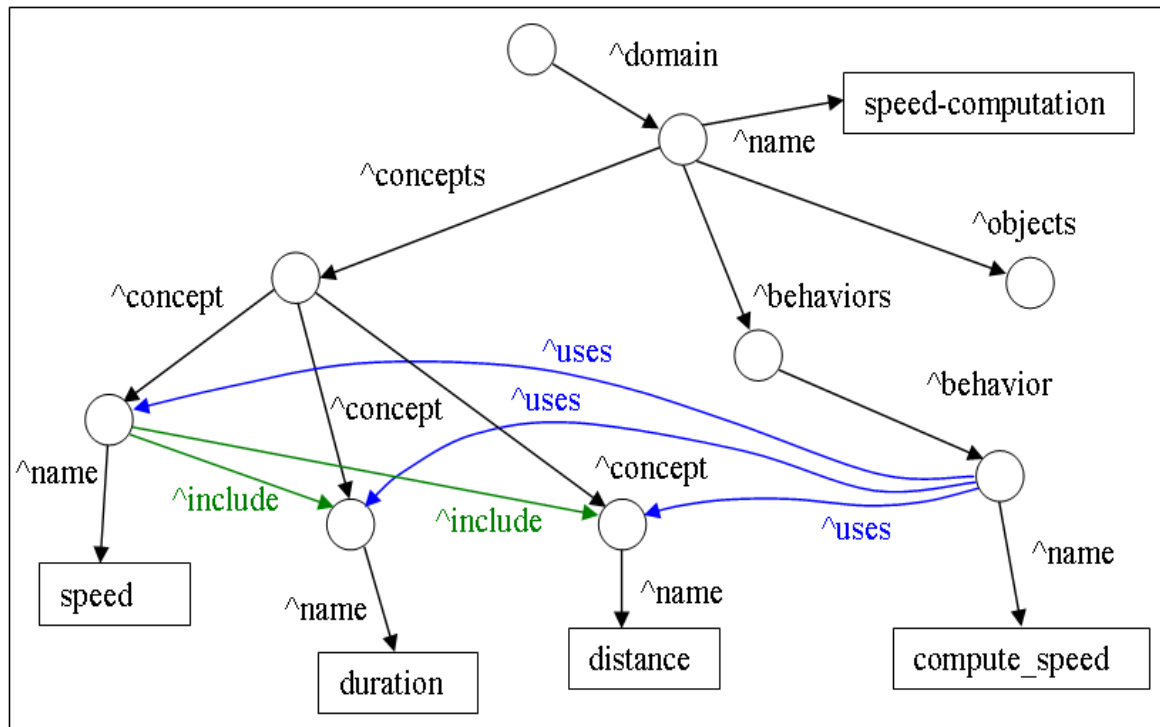 ^domain
speed-computation
^name
^concepts
^objects
^concept
^behaviors
^uses
^behavior
^uses
^concept
^name
^concept
^include
^include
^uses
^name
speed
^name
^name
duration
distance
compute_speed